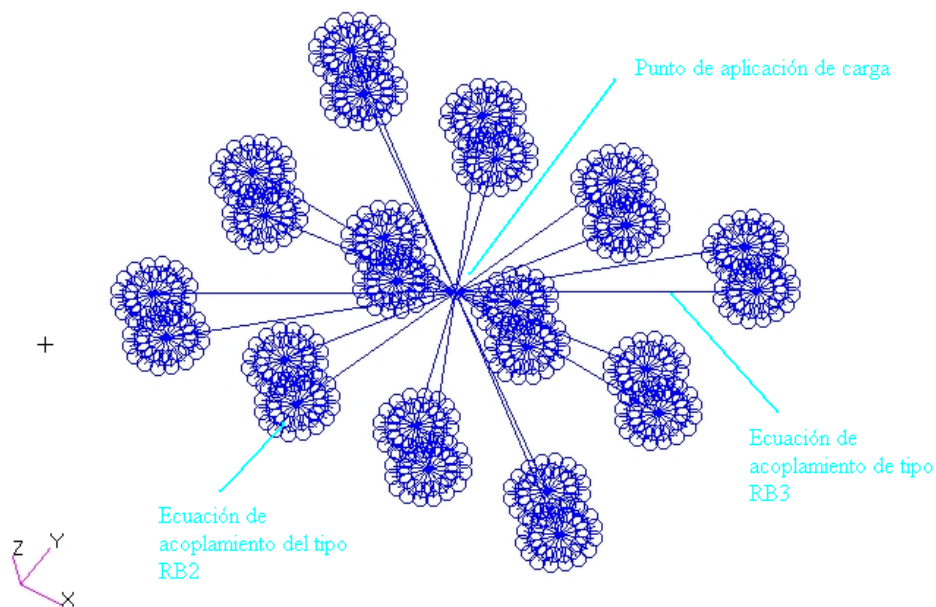 Punto de aplicación de carga
Ecuación de
acoplamiento de tipo
RB3
Ecuación de
acoplamiento del tipo
RB2
Z
Y
X